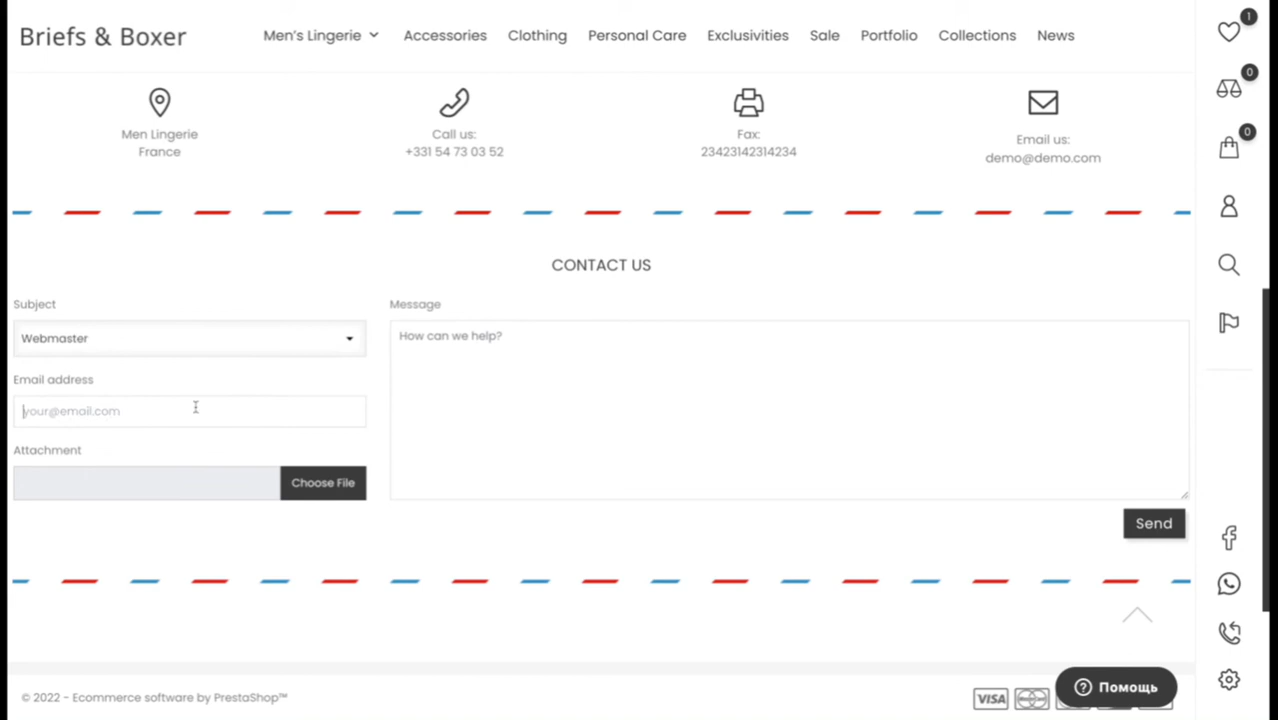 Briefs & Boxer
Men's Lingerie
Accessories
Clothing
Personal Care
Exclusivities
Sale
Portfolio
Collections
News
1
0
0
Men Lingerie
France
Call us:
+331 54 73 03 52
Fax:
23423142314234
Email us:
demo@demo.com
CONTACT US
Subject
Webmaster
Email address
your@email.com
Attachment
Choose File
Message
How can we help?
Send
© 2022 - Ecommerce software by PrestaShop™
VISA
Помощь